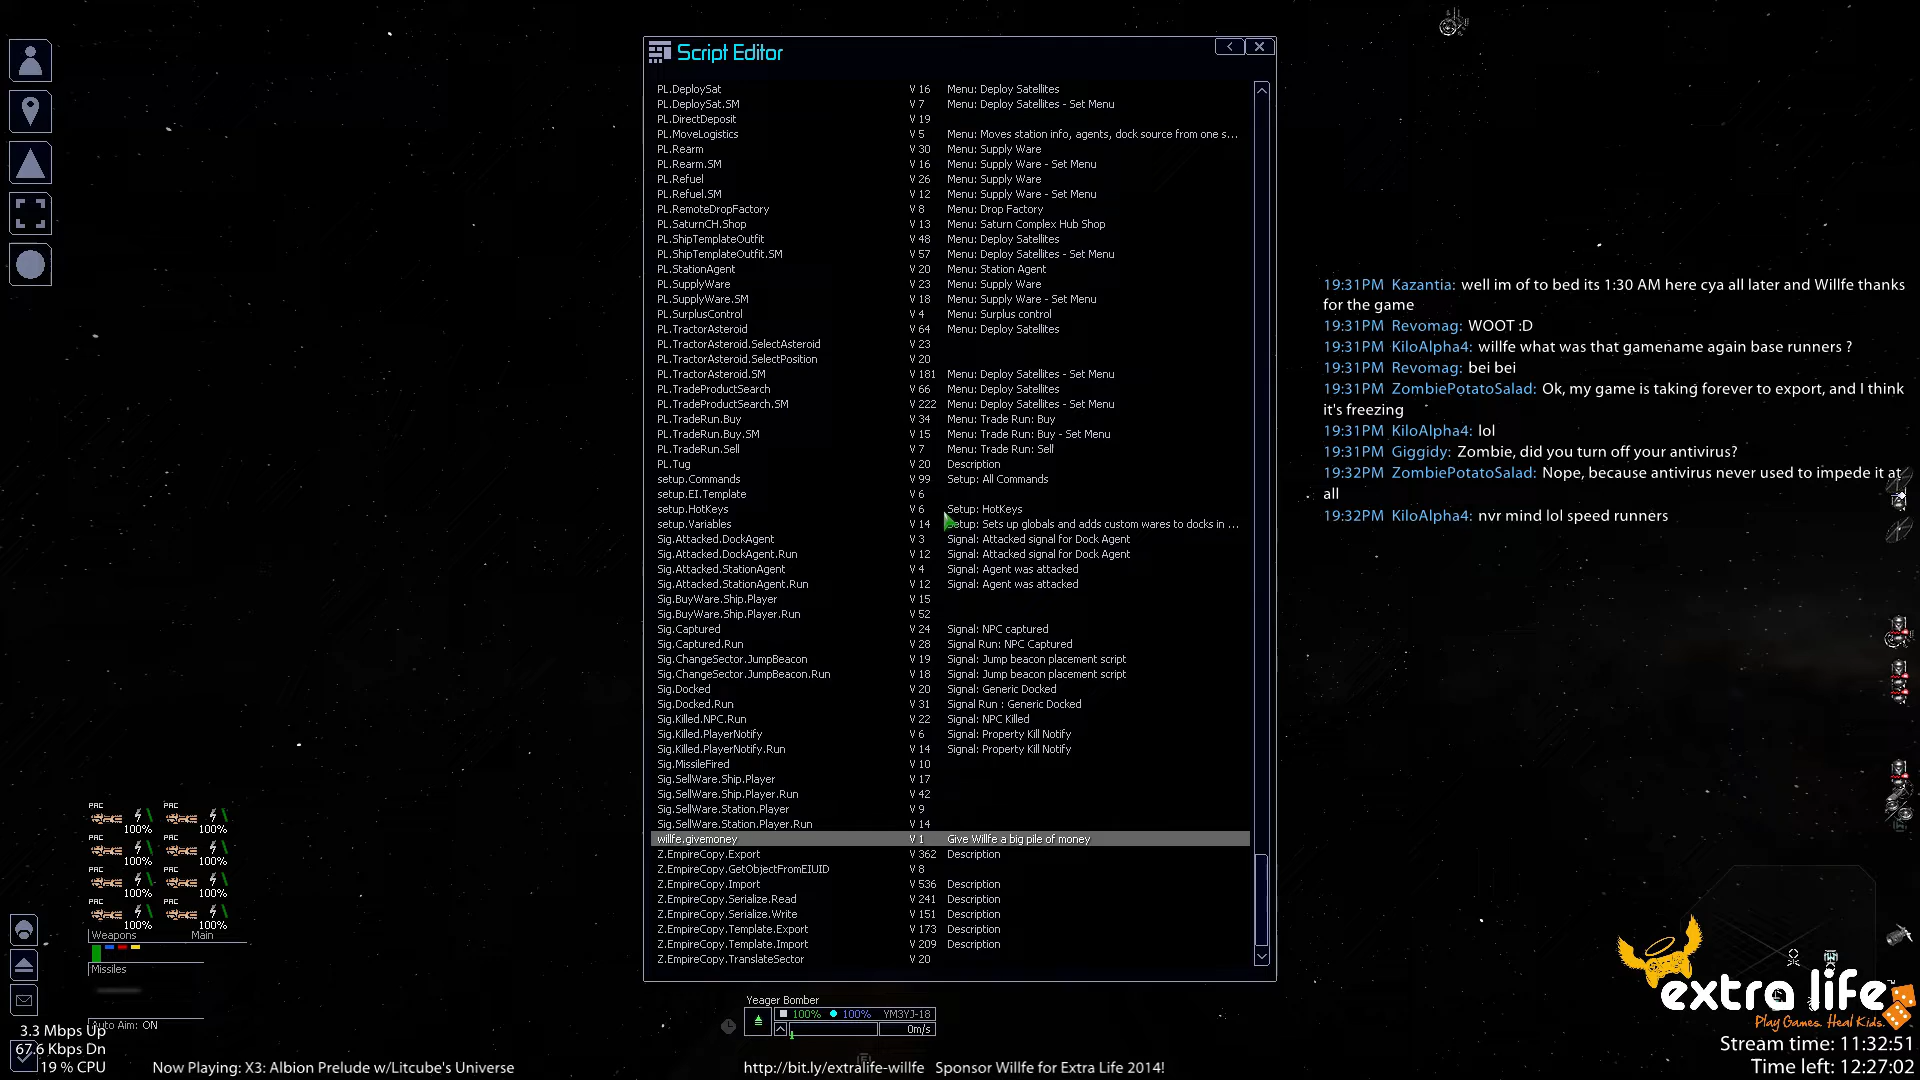 Script Editor
PL.DeploySat V 16 Menu: Deploy Satellites
PL.DeploySat.SM V 7 Menu: Deploy Satellites - Set Menu
PL.DirectDeposit V 19
PL.MoveLogistics V 5 Menu: Moves station info, agents, dock source from one s...
PL.Rearm V 30 Menu: Supply Ware
PL.Rearm.SM V 16 Menu: Supply Ware - Set Menu
PL.Refuel V 26 Menu: Supply Ware
PL.Refuel.SM V 12 Menu: Supply Ware - Set Menu
PL.RemoteDropFactory V 8 Menu: Drop Factory
PL.SaturnCH.Shop V 13 Menu: Saturn Complex Hub Shop
PL.ShipTemplateOutfit V 48 Menu: Deploy Satellites
PL.ShipTemplateOutfit.SM V 57 Menu: Deploy Satellites - Set Menu
PL.StationAgent V 20 Menu: Station Agent
PL.SupplyWare V 23 Menu: Supply Ware
PL.SupplyWare.SM V 18 Menu: Supply Ware - Set Menu
PL.SurplusControl V 4 Menu: Surplus control
PL.TractorAsteroid V 64 Menu: Deploy Satellites
PL.TractorAsteroid.SelectAsteroid V 23
PL.TractorAsteroid.SelectPosition V 20
PL.TractorAsteroid.SM V 181 Menu: Deploy Satellites - Set Menu
PL.TradeProductSearch V 66 Menu: Deploy Satellites
PL.TradeProductSearch.SM V 222 Menu: Deploy Satellites - Set Menu
PL.TradeRun.Buy V 34 Menu: Trade Run: Buy
PL.TradeRun.Buy.SM V 15 Menu: Trade Run: Buy - Set Menu
PL.TradeRun.Sell V 7 Menu: Trade Run: Sell
PL.Tug V 20 Description
setup.Commands V 99 Setup: All Commands
setup.EI.Template V 6
setup.HotKeys V 6 Setup: HotKeys
setup.Variables V 14 Setup: Sets up globals and adds custom wares to docks in ...
Sig.Attacked.DockAgent V 3 Signal: Attacked signal for Dock Agent
Sig.Attacked.DockAgent.Run V 12 Signal: Attacked signal for Dock Agent
Sig.Attacked.StationAgent V 4 Signal: Agent was attacked
Sig.Attacked.StationAgent.Run V 12 Signal: Agent was attacked
Sig.BuyWare.Ship.Player V 15
Sig.BuyWare.Ship.Player.Run V 52
Sig.Captured V 24 Signal: NPC captured
Sig.Captured.Run V 28 Signal Run: NPC Captured
Sig.ChangeSector.JumpBeacon V 19 Signal: Jump beacon placement script
Sig.ChangeSector.JumpBeacon.Run V 18 Signal: Jump beacon placement script
Sig.Docked V 20 Signal: Generic Docked
Sig.Docked.Run V 31 Signal Run : Generic Docked
Sig.Killed.NPC.Run V 22 Signal: NPC Killed
Sig.Killed.PlayerNotify V 6 Signal: Property Kill Notify
Sig.Killed.PlayerNotify.Run V 14 Signal: Property Kill Notify
Sig.MissileFired V 10
Sig.SellWare.Ship.Player V 17
Sig.SellWare.Ship.Player.Run V 42
Sig.SellWare.Station.Player V 9
Sig.SellWare.Station.Player.Run V 14
willfe.givemoney V 1 Give Willfe a big pile of money
Z.EmpireCopy.Export V 362 Description
Z.EmpireCopy.GetObjectFromEIUID V 8
Z.EmpireCopy.Import V 536 Description
Z.EmpireCopy.Serialize.Read V 241 Description
Z.EmpireCopy.Serialize.Write V 151 Description
Z.EmpireCopy.Template.Export V 173 Description
Z.EmpireCopy.Template.Import V 209 Description
Z.EmpireCopy.TranslateSector V 20
19:31PM Kazantia: well im of to bed its 1:30 AM here cya all later and Willfe thanks
for the game
19:31PM Revomag: WOOT :D
19:31PM KiloAlpha4: willfe what was that gamename again base runners ?
19:31PM Revomag: bei bei
19:31PM ZombiePotatoSalad: Ok, my game is taking forever to export, and I think
it's freezing
19:31PM KiloAlpha4: lol
19:31PM Giggidy: Zombie, did you turn off your antivirus?
19:32PM ZombiePotatoSalad: Nope, because antivirus never used to impede it at
all
19:32PM KiloAlpha4: nvr mind lol speed runners
PAC PAC
100% 100%
PAC PAC
100% 100%
PAC PAC
100% 100%
PAC PAC
100% 100%
Weapons Main
Missiles
Auto Aim: ON
3.3 Mbps Up
67.6 Kbps Dn
19 % CPU
Yeager Bomber
100% 100% YM3YJ-18
0m/s
extra life
Play Games. Heal Kids.
Stream time: 11:32:51
Time left: 12:27:02
Now Playing: X3: Albion Prelude w/Litcube's Universe
http://bit.ly/extralife-willfe Sponsor Willfe for Extra Life 2014!